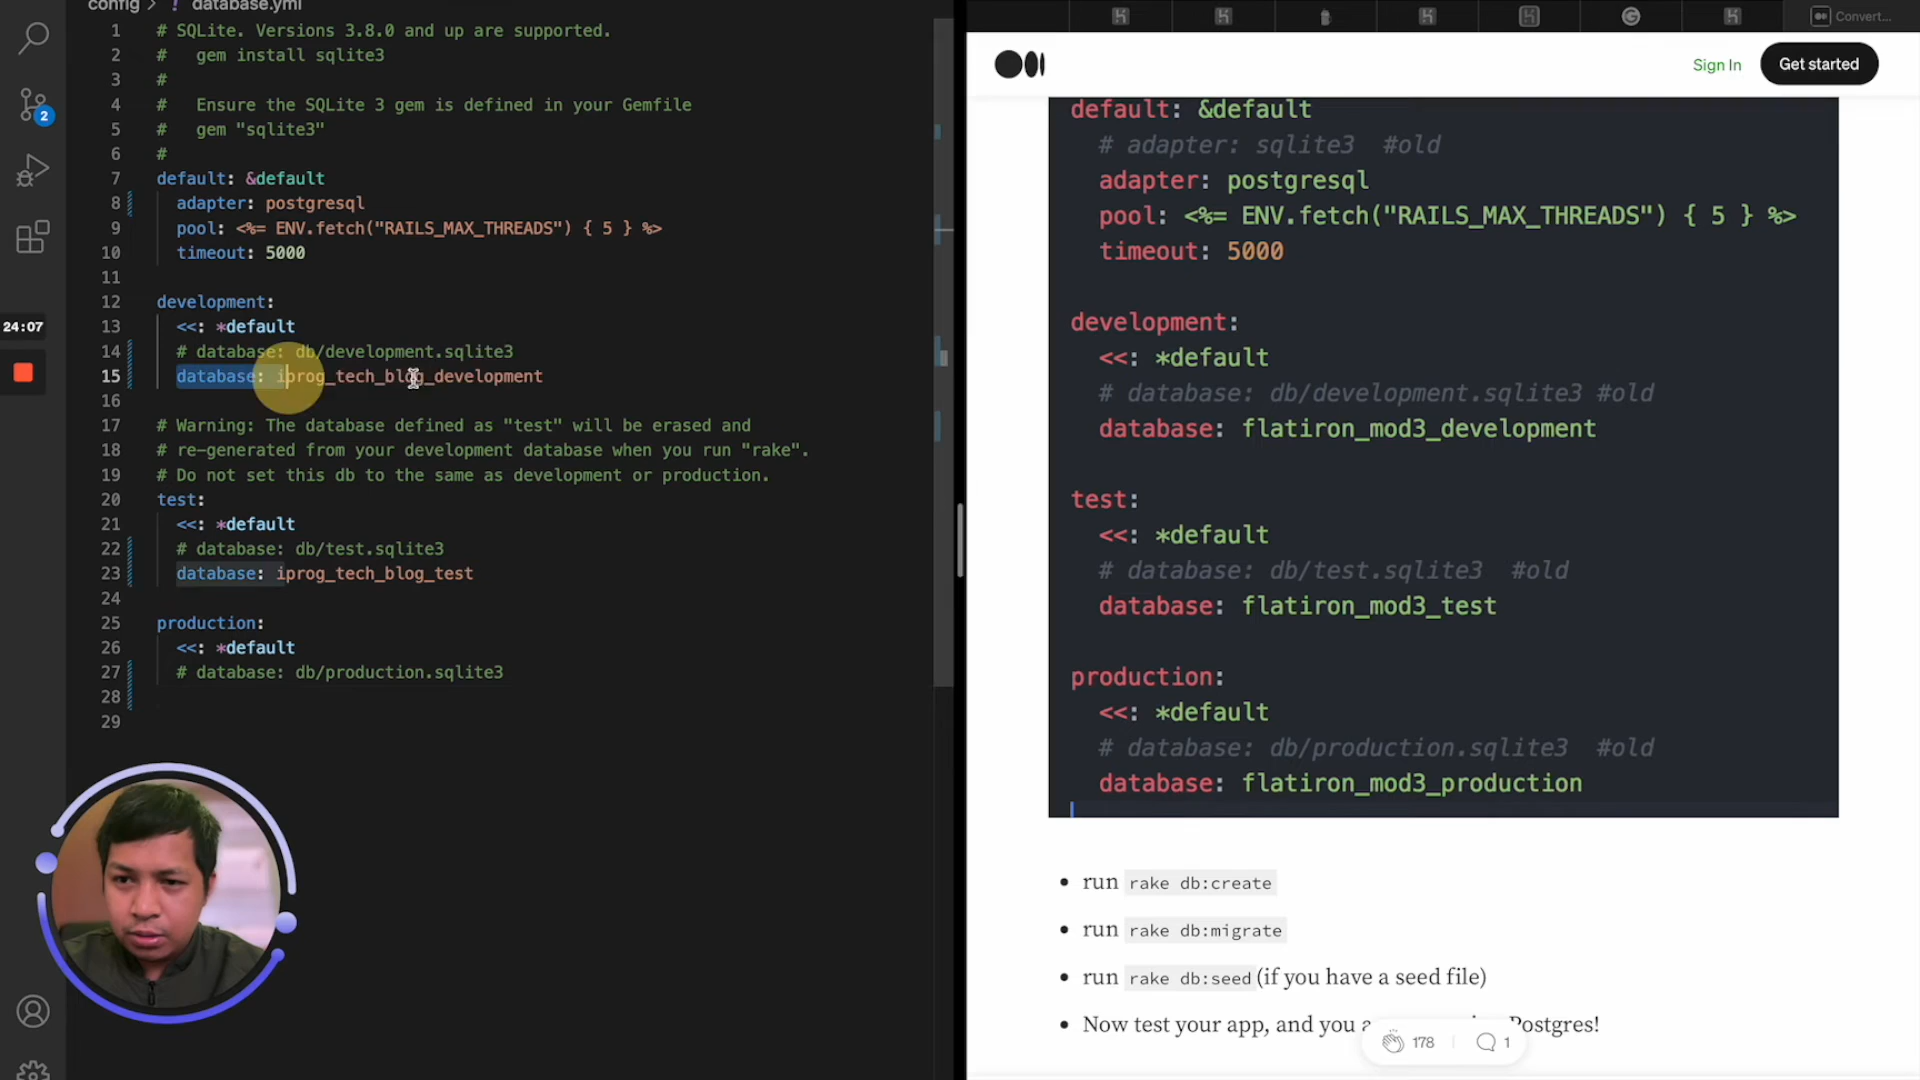 config > ! database.yml
1 # SQLite. Versions 3.8.0 and up are supported.
2 #   gem install sqlite3
3 #
4 #   Ensure the SQLite 3 gem is defined in your Gemfile
5 #   gem "sqlite3"
6 #
7 default: &default
8   adapter: postgresql
9   pool: <%= ENV.fetch("RAILS_MAX_THREADS") { 5 } %>
10   timeout: 5000
11
12 development:
13   <<: *default
14   # database: db/development.sqlite3
15   database: iprog_tech_blog_development
16
17 # Warning: The database defined as "test" will be erased and
18 # re-generated from your development database when you run "rake".
19 # Do not set this db to the same as development or production.
20 test:
21   <<: *default
22   # database: db/test.sqlite3
23   database: iprog_tech_blog_test
24
25 production:
26   <<: *default
27   # database: db/production.sqlite3
28
29
2
24:07
Convert...
Sign In
Get started
default: &default
  # adapter: sqlite3  #old
  adapter: postgresql
  pool: <%= ENV.fetch("RAILS_MAX_THREADS") { 5 } %>
  timeout: 5000
development:
  <<: *default
  # database: db/development.sqlite3 #old
  database: flatiron_mod3_development
test:
  <<: *default
  # database: db/test.sqlite3  #old
  database: flatiron_mod3_test
production:
  <<: *default
  # database: db/production.sqlite3  #old
  database: flatiron_mod3_production
• run rake db:create
• run rake db:migrate
• run rake db:seed (if you have a seed file)
• Now test your app, and you a Postgres!
178
1